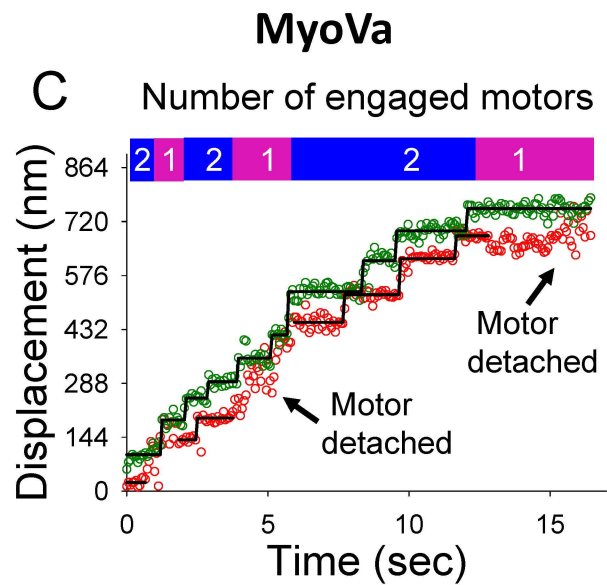 MyoVa
C
Number of engaged motors
2 1 2 1 2 1
Displacement (nm)
864
720
576
432
288
144
0
Motor
detached
Motor
detached
0 5 10 15
Time (sec)